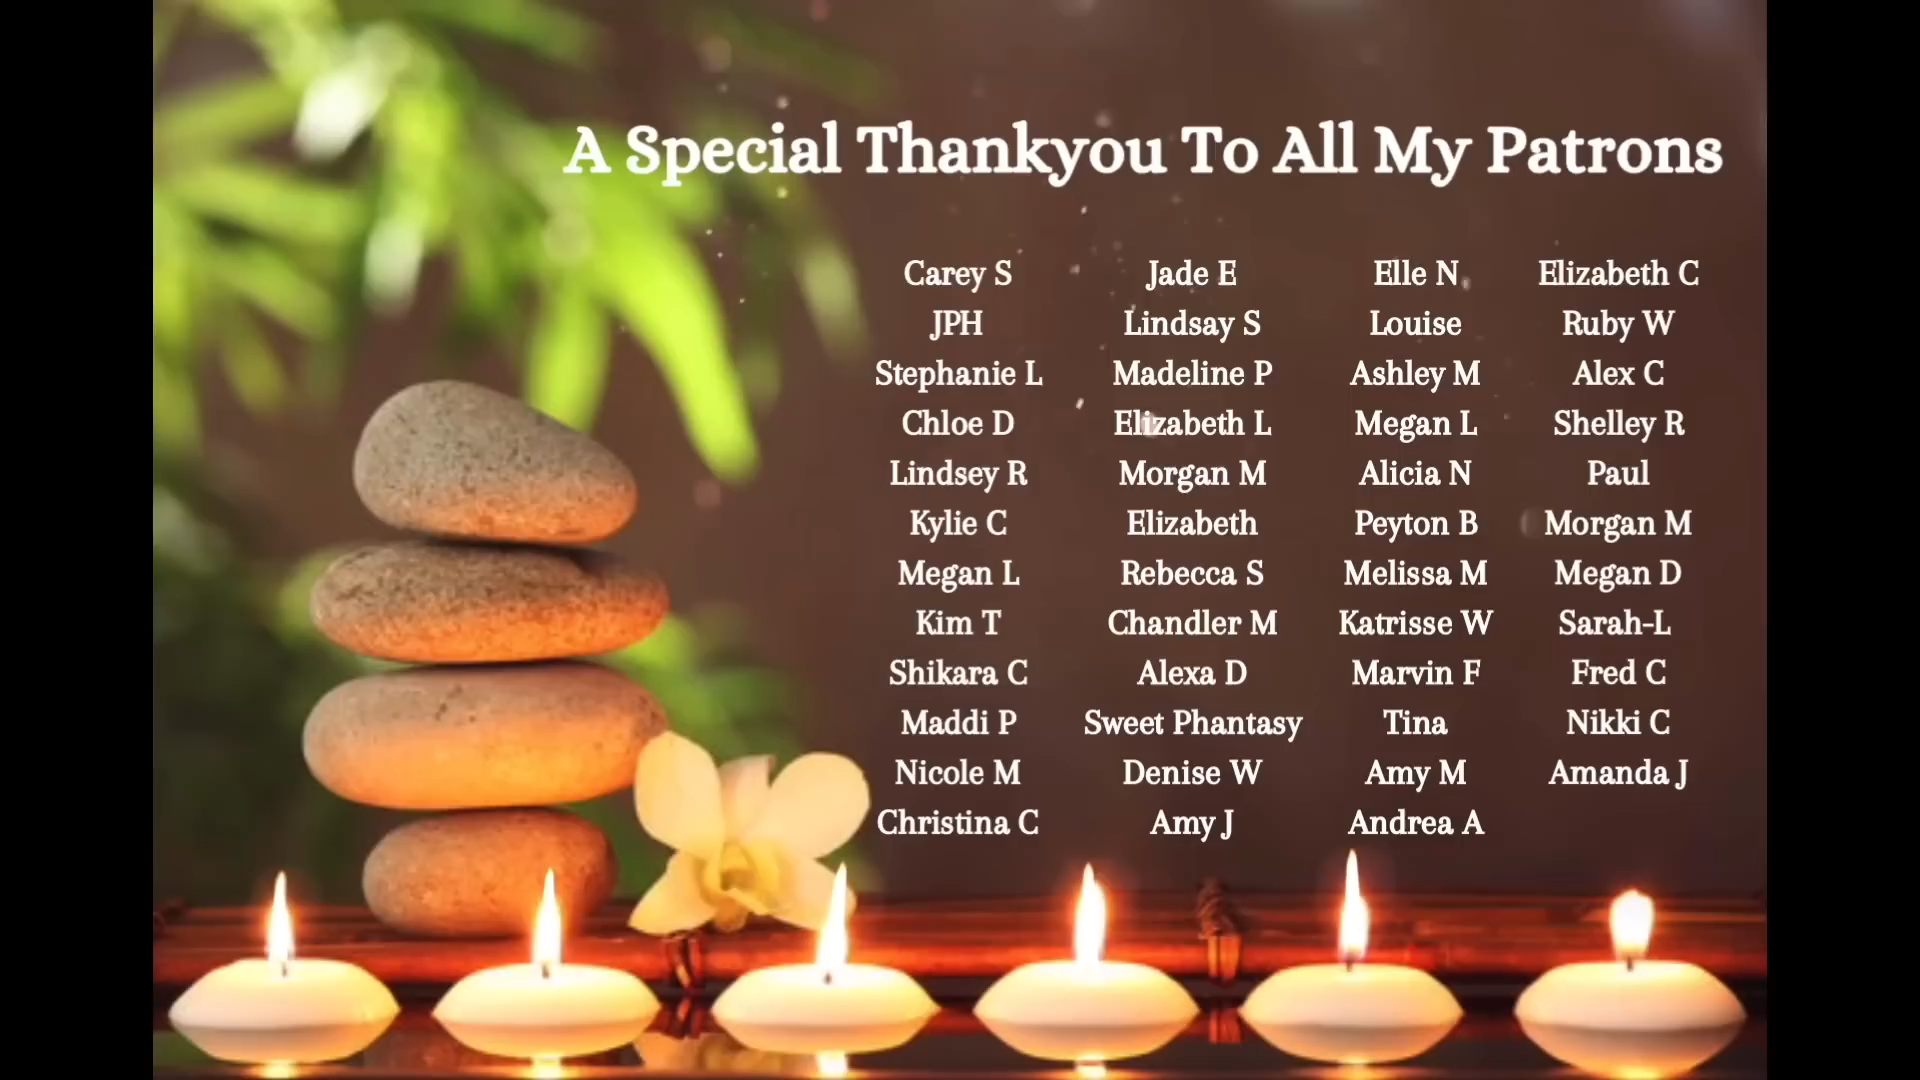 A Special Thankyou To All My Patrons
Carey S
JPH
Stephanie L
Chloe D
Lindsey R
Kylie C
Megan L
Kim T
Shikara C
Maddi P
Nicole M
Christina C
Jade E
Lindsay S
Madeline P
Elizabeth L
Morgan M
Elizabeth
Rebecca S
Chandler M
Alexa D
Sweet Phantasy
Denise W
Amy J
Elle N
Louise
Ashley M
Megan L
Alicia N
Peyton B
Melissa M
Katrisse W
Marvin F
Tina
Amy M
Andrea A
Elizabeth C
Ruby W
Alex C
Shelley R
Paul
Morgan M
Megan D
Sarah-L
Fred C
Nikki C
Amanda J